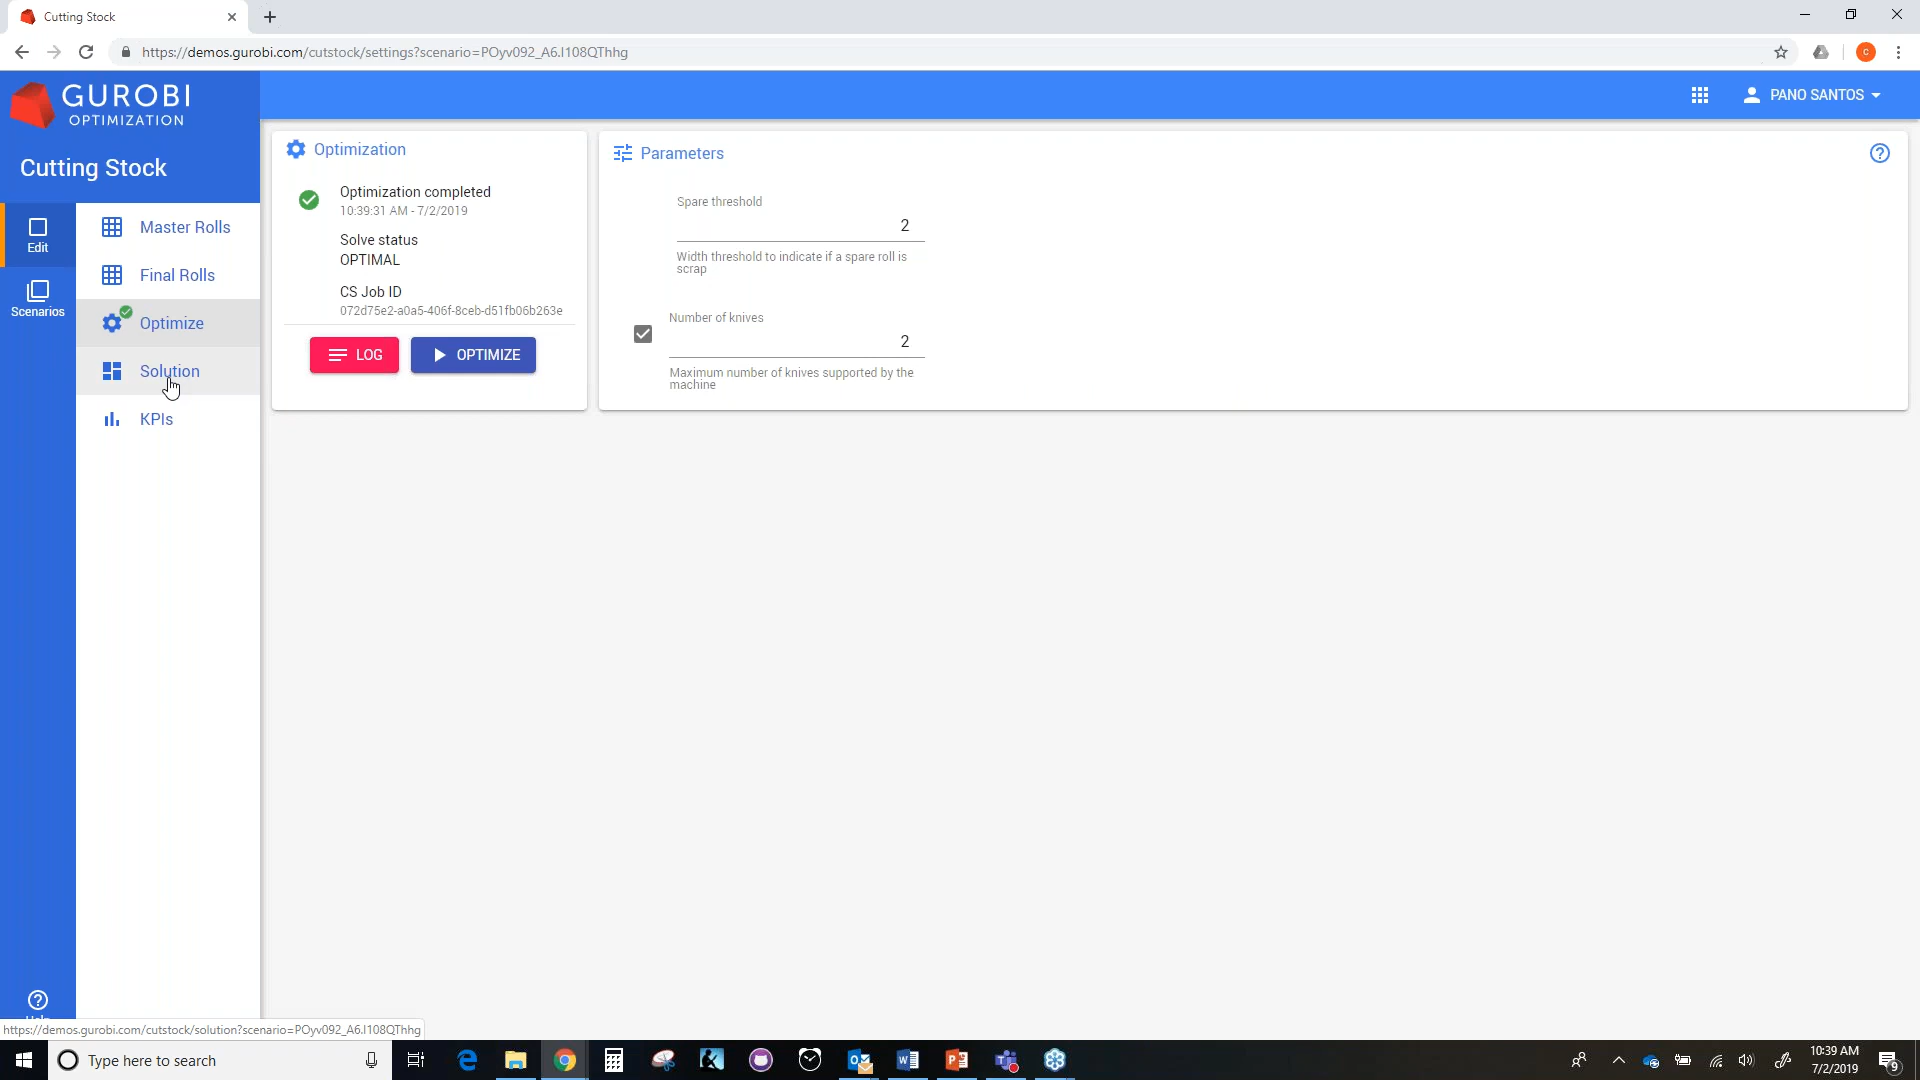 Cutting Stock
https://demos.gurobi.com/cutstock/settings?scenario=POyv092_A6.I108QThhg
C
GUROBI
OPTIMIZATION
PANO SANTOS
Cutting Stock
Edit
Scenarios
Master Rolls
Final Rolls
Optimize
Solution
KPIs
Optimization
Optimization completed
10:39:31 AM - 7/2/2019
Solve status
OPTIMAL
CS Job ID
072d75e2-a0a5-406f-8ceb-d51fb06b263e
LOG
OPTIMIZE
Parameters
Spare threshold
2
Width threshold to indicate if a spare roll is
scrap
Number of knives
2
Maximum number of knives supported by the
machine
https://demos.gurobi.com/cutstock/solution?scenario=POyv092_A6.I108QThhg
Type here to search
10:39 AM
7/2/2019
9